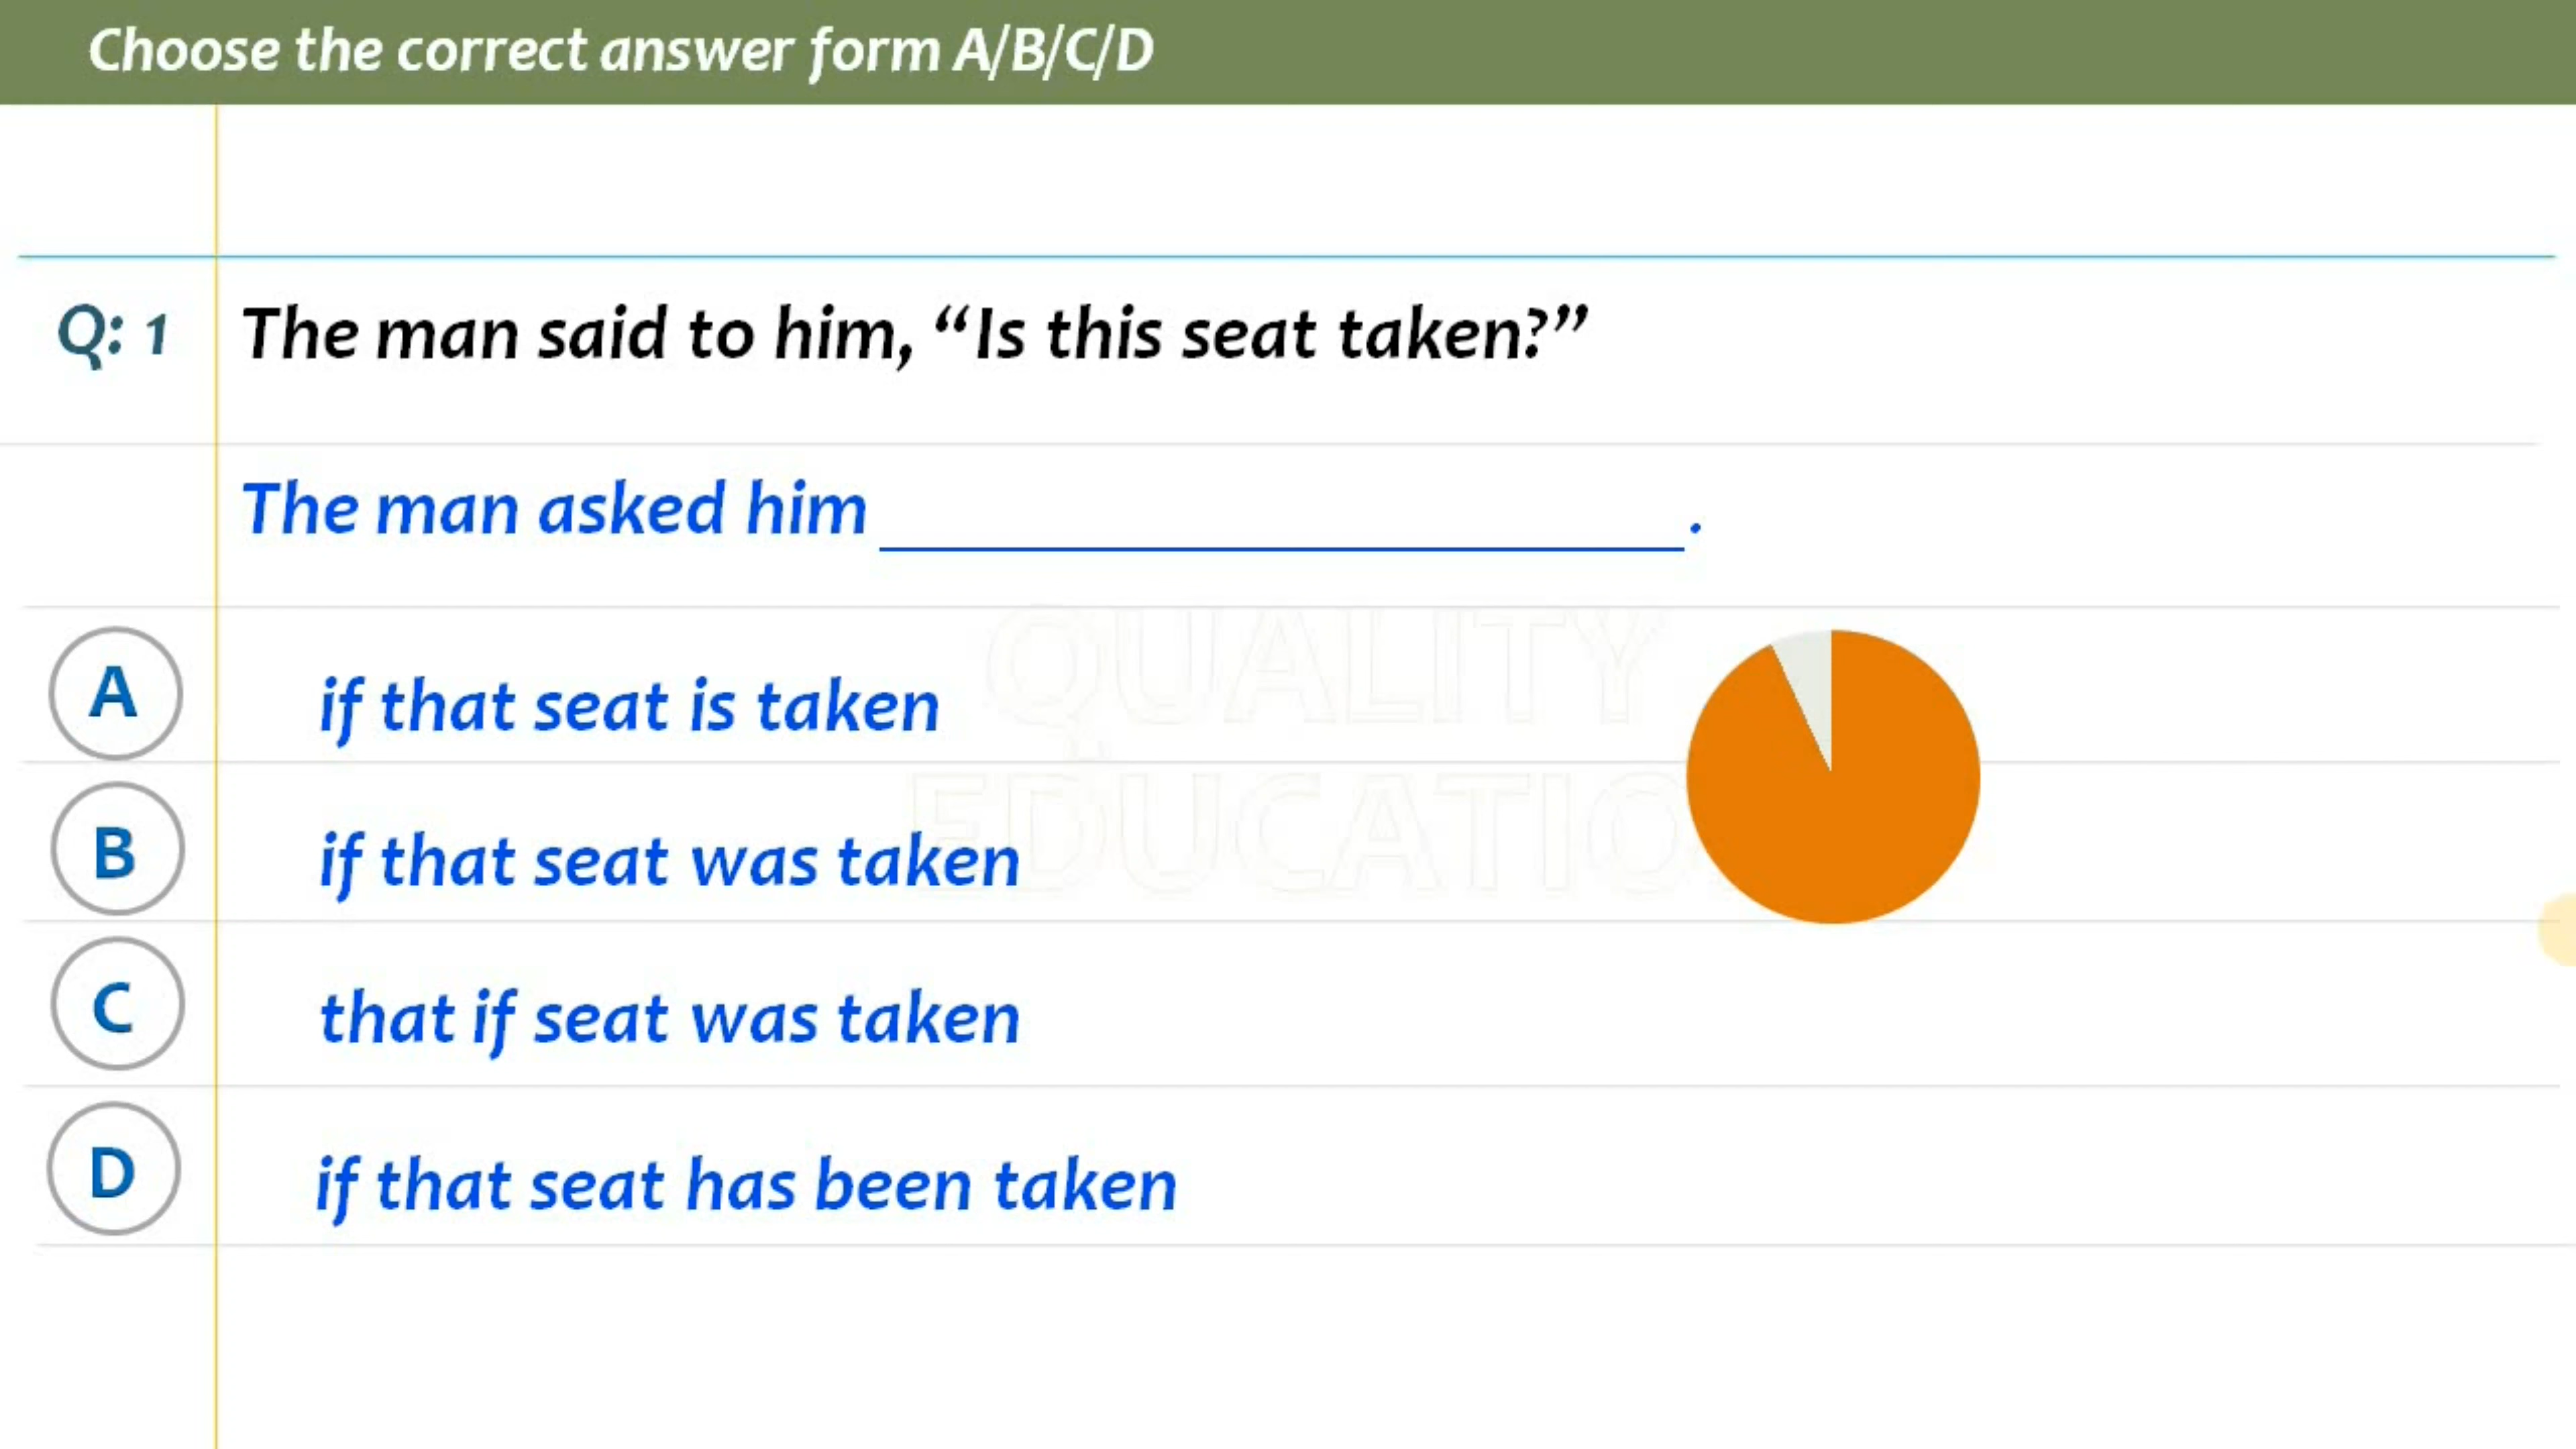 Choose the correct answer form A/B/C/D
Q: 1 The man said to him, “Is this seat taken?”
The man asked him ____________________.
QUALITY
EDUCATIO
A if that seat is taken
B if that seat was taken
C that if seat was taken
D if that seat has been taken